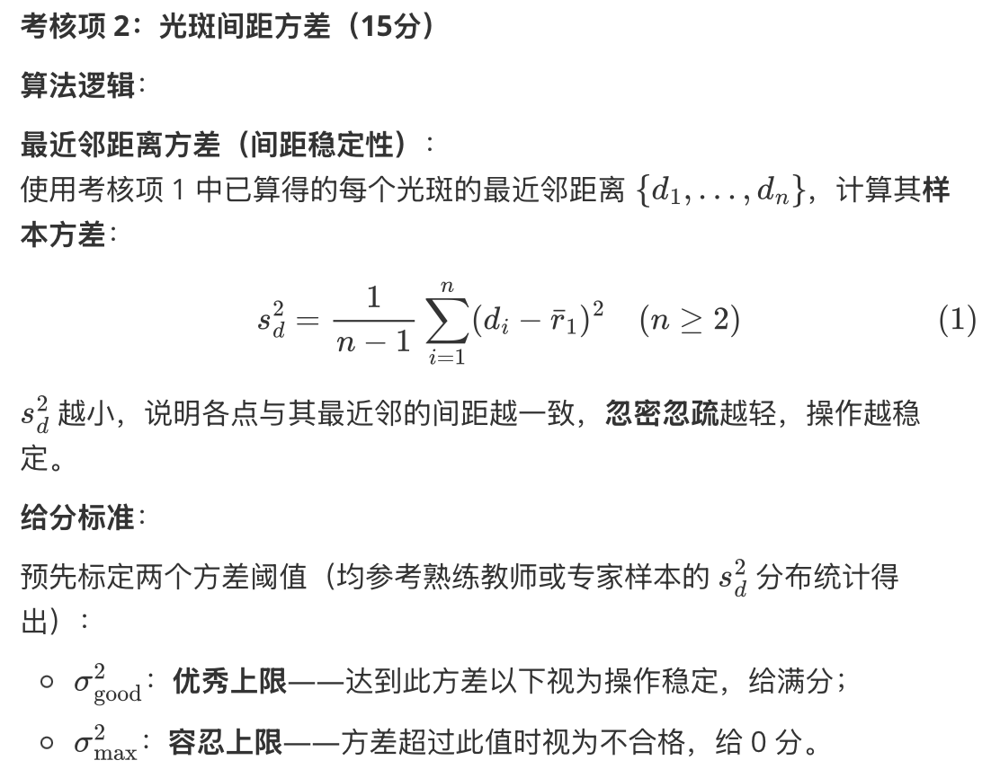 考核项 2：光斑间距方差（15分）
算法逻辑：
最近邻距离方差（间距稳定性）：
使用考核项 1 中已算得的每个光斑的最近邻距离 {d₁, . . . , dₙ}，计算其样
本方差：
$s_d^2 = \frac{1}{n-1} \sum_{i=1}^{n} (d_i - \bar{r}_1)^2 \quad (n \geq 2)$ (1)
$s_d^2$ 越小，说明各点与其最近邻的间距越一致，忽密忽疏越轻，操作越稳
定。
给分标准：
预先标定两个方差阈值（均参考熟练教师或专家样本的 $s_d^2$ 分布统计得
出）：
○ $\sigma_{\text{good}}^2$：优秀上限——达到此方差以下视为操作稳定，给满分；
○ $\sigma_{\text{max}}^2$：容忍上限——方差超过此值时视为不合格，给 0 分。